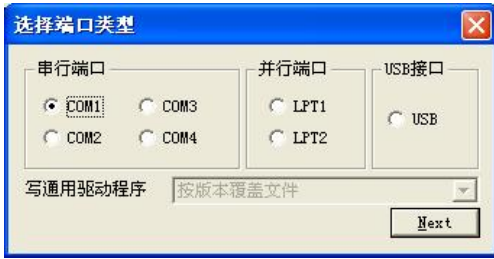 选择端口类型
串行端口 并行端口 USB接口
COM1 COM3 LPT1 USB
COM2 COM4 LPT2
写通用驱动程序 按版本覆盖文件
Next